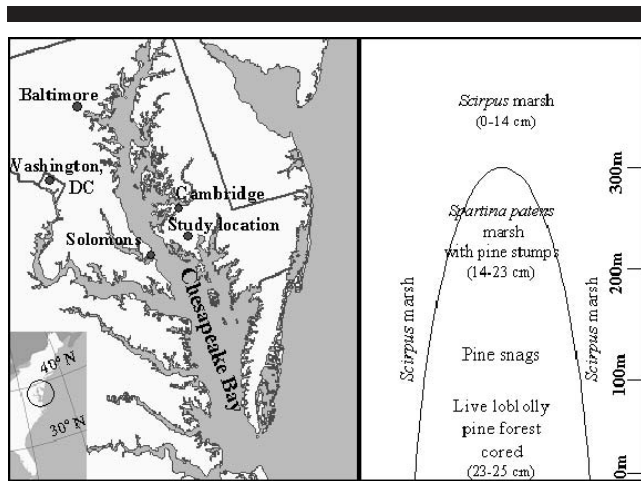 Baltimore
Washington,
DC
Cambridge
Study location
Solomons
Chesapeake Bay
40° N
30° N
Scirpus marsh
(0-14 cm)
Spartina patens
marsh
with pine stumps
(14-23 cm)
Scirpus marsh
Scirpus marsh
Pine snags
Live loblolly
pine forest
cored
(23-25 cm)
300m
200m
100m
0m